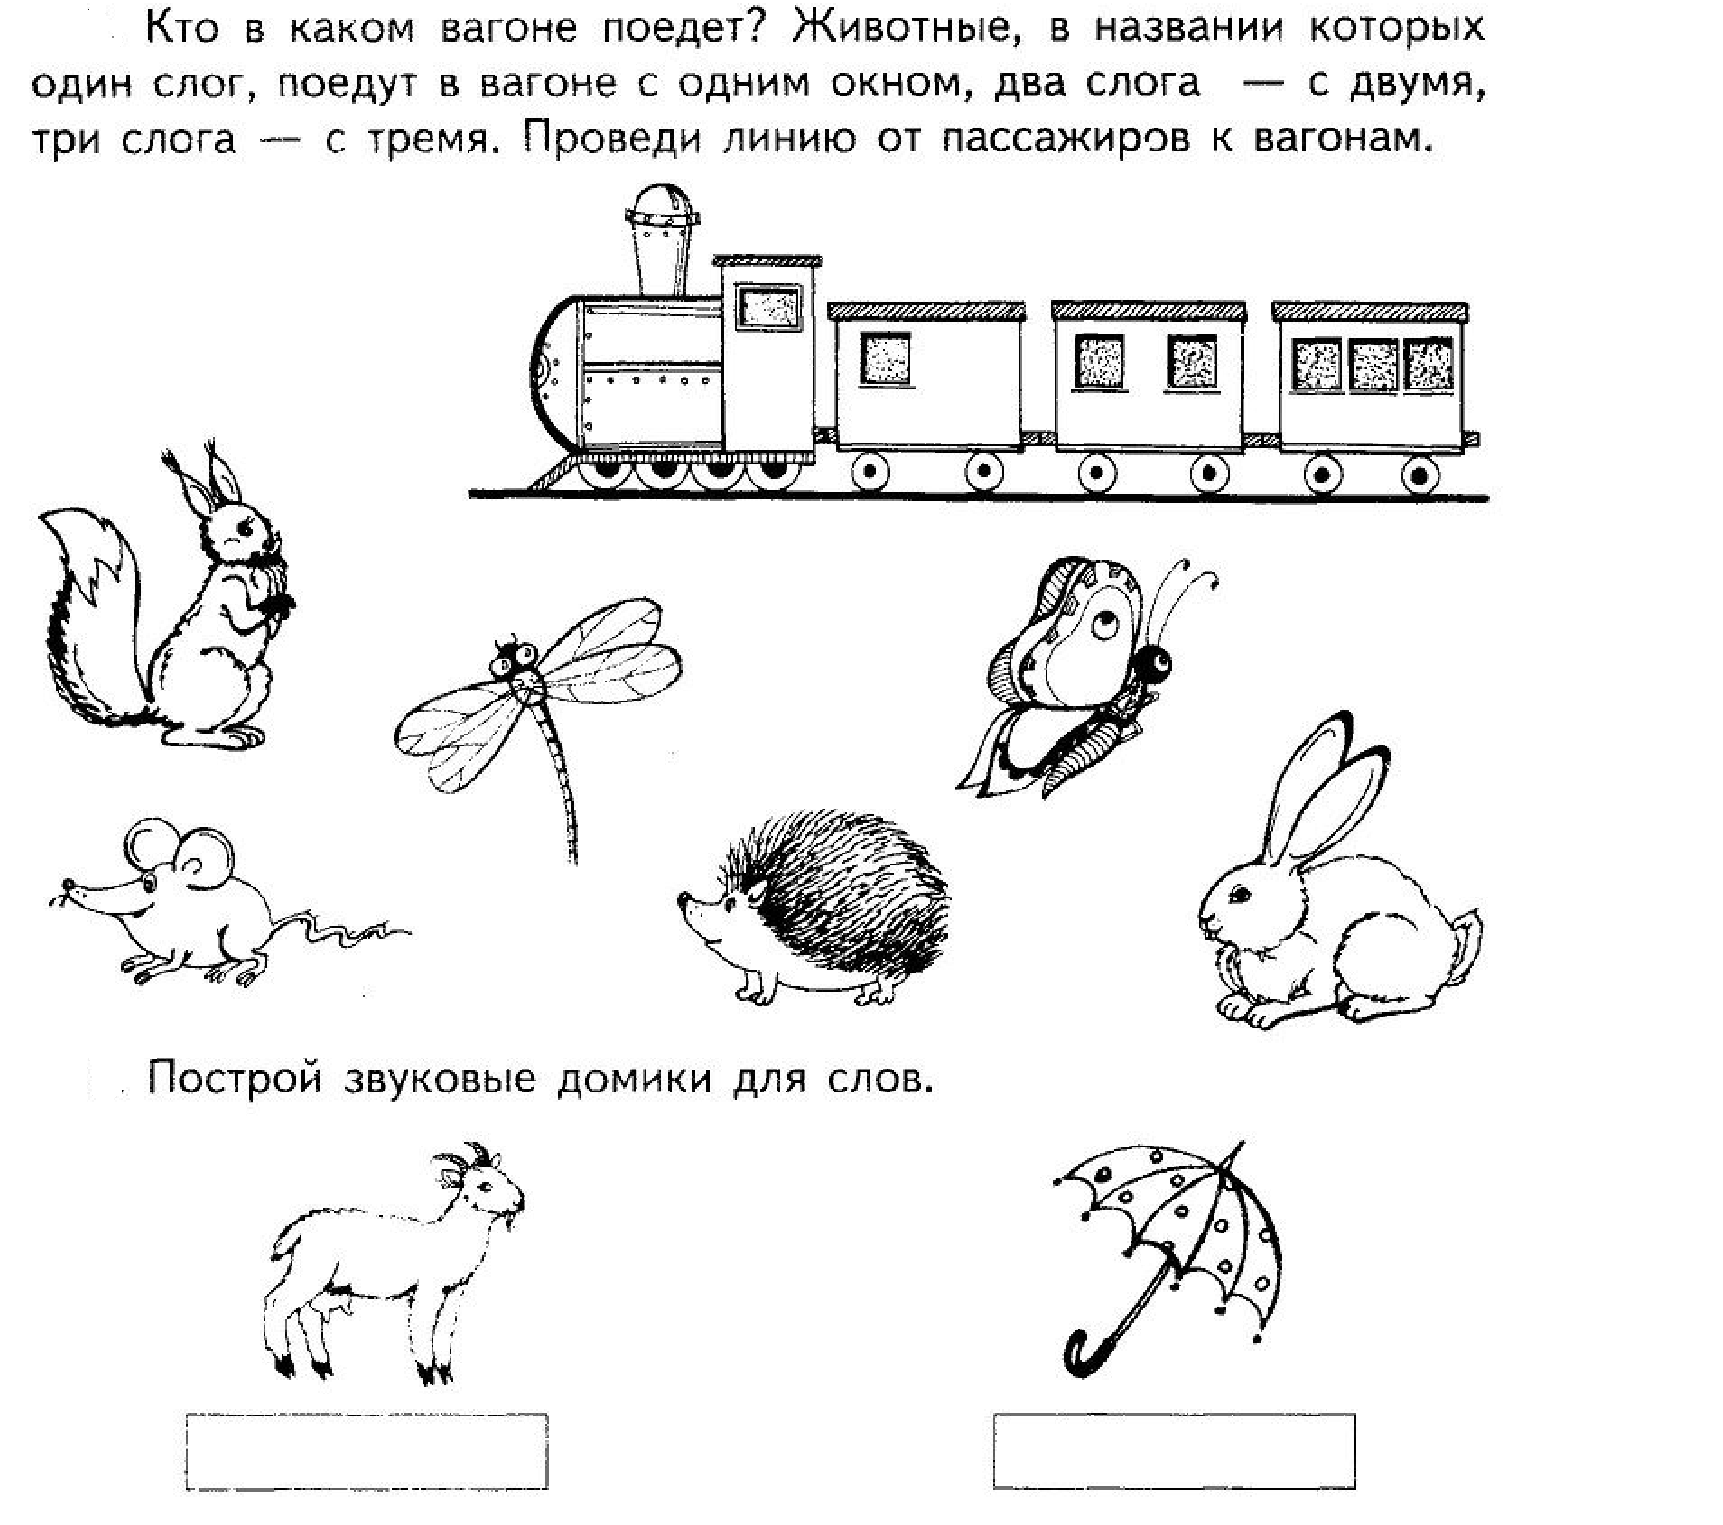 Кто в каком вагоне поедет? Животные, в названии которых
один слог, поедут в вагоне с одним окном, два слога — с двумя,
три слога — с тремя. Проведи линию от пассажиров к вагонам.
Построй звуковые домики для слов.